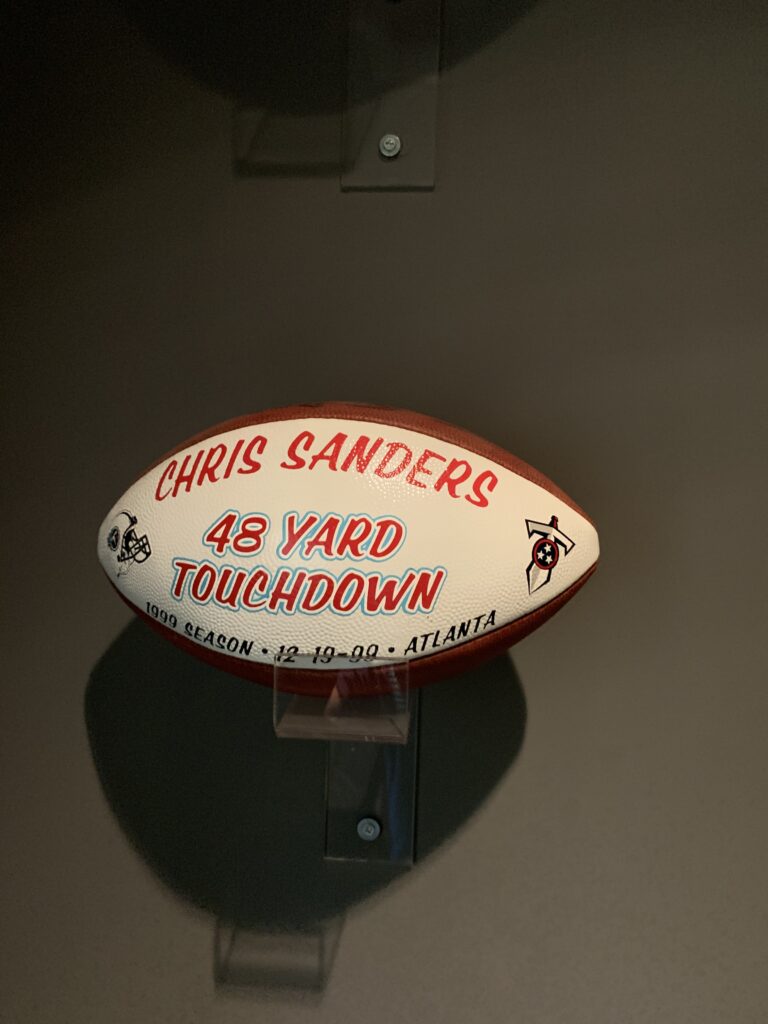 CHRIS SANDERS
48 YARD
TOUCHDOWN
1999 SEASON • 12-19-99 • ATLANTA